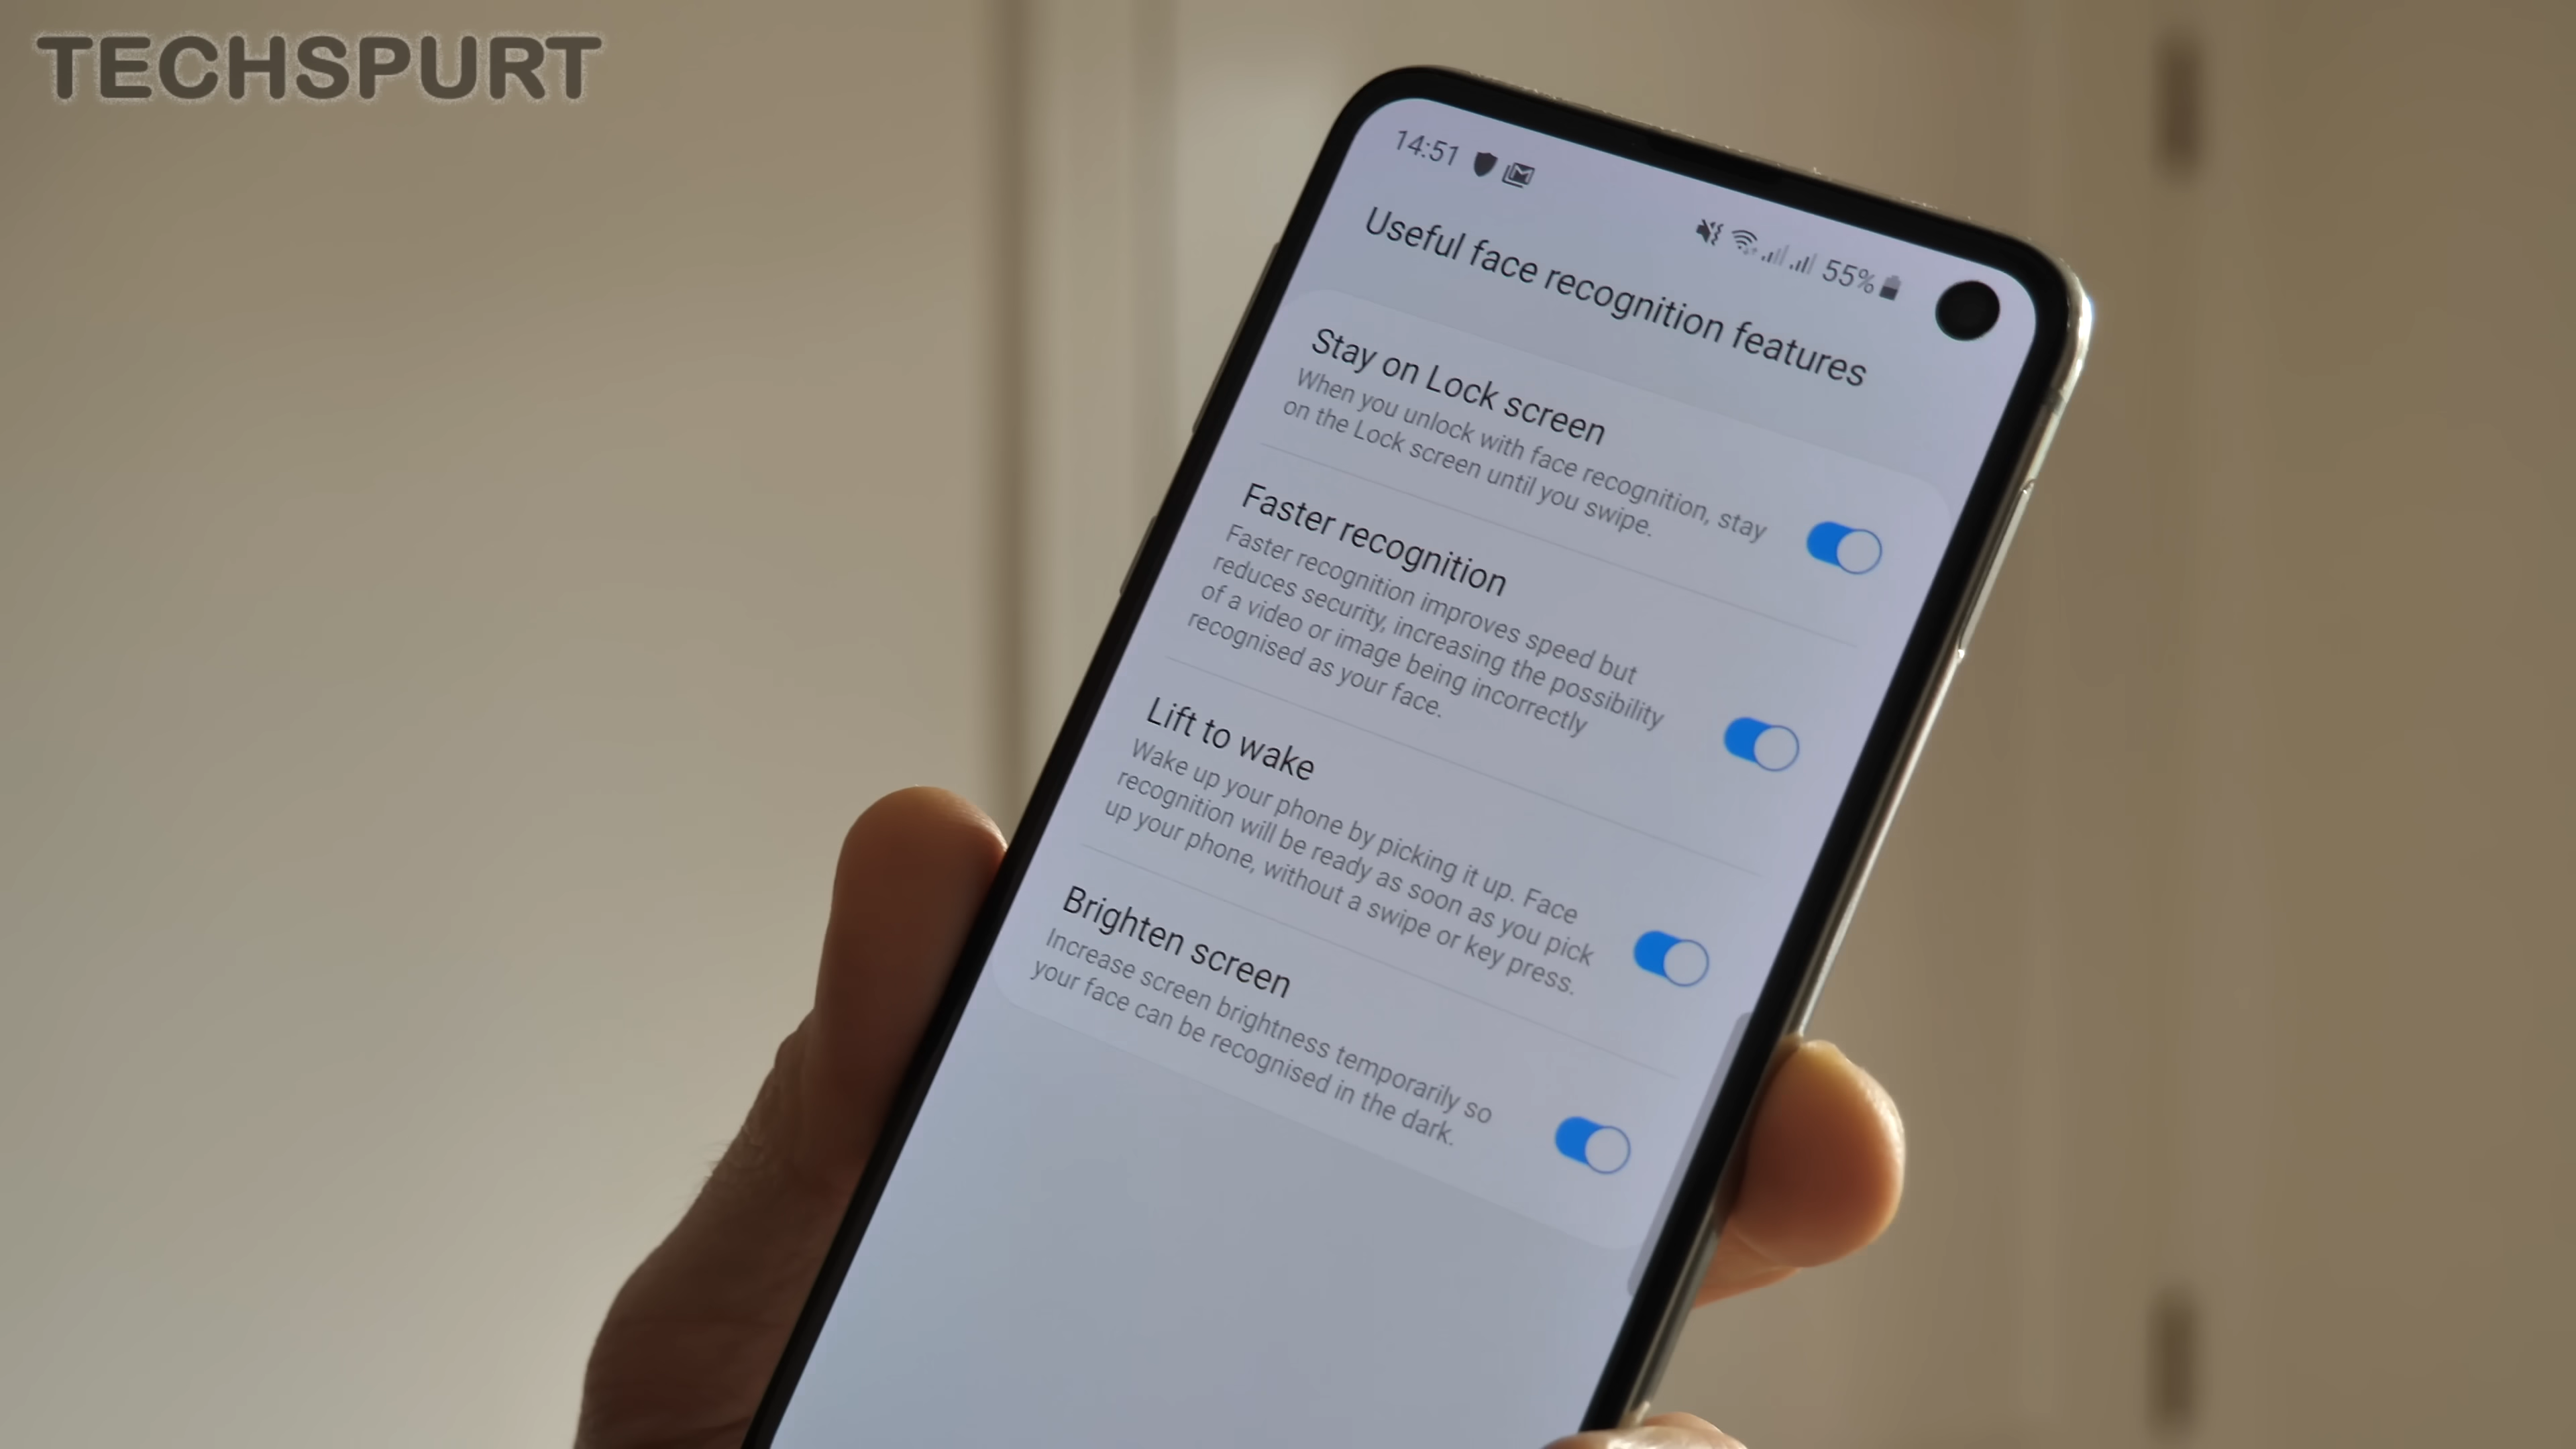 TECHSPURT
14:51
55%
Useful face recognition features
Stay on Lock screen
When you unlock with face recognition, stay
on the Lock screen until you swipe.
Faster recognition
Faster recognition improves speed but
reduces security, increasing the possibility
of a video or image being incorrectly
recognised as your face.
Lift to wake
Wake up your phone by picking it up. Face
recognition will be ready as soon as you pick
up your phone, without a swipe or key press.
Brighten screen
Increase screen brightness temporarily so
your face can be recognised in the dark.